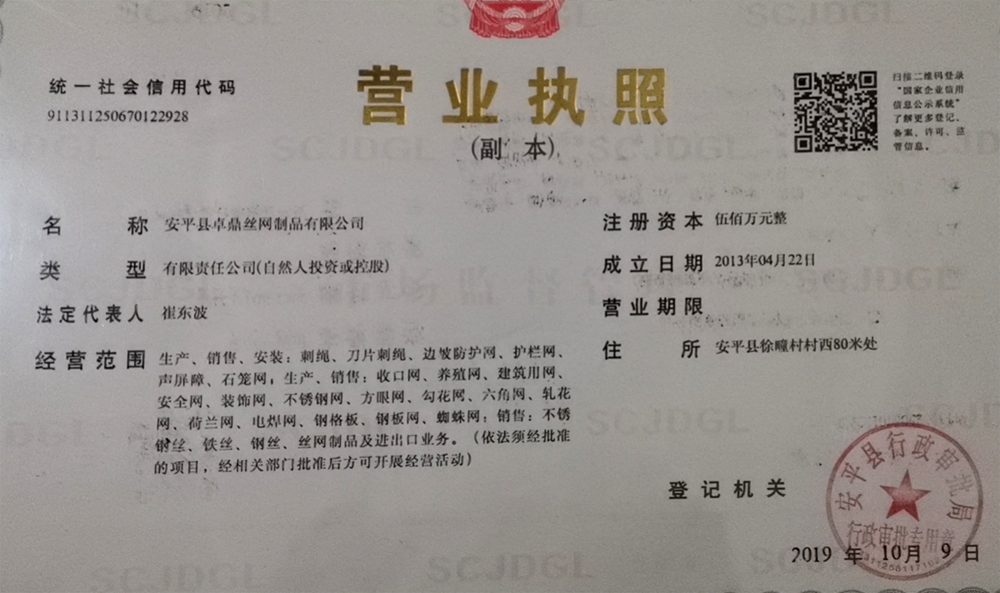 统一社会信用代码
911311250670122928
营业执照
(副本)
扫描二维码登录
“国家企业信用
信息公示系统”
了解更多登记、
备案、许可、监
管信息。
名称 安平县卓鼎丝网制品有限公司
类型 有限责任公司(自然人投资或控股)
法定代表人 崔东波
经营范围 生产、销售、安装:刺绳、刀片刺绳、边坡防护网、护栏网、
声屏障、石笼网;生产、销售:收口网、养殖网、建筑用网、
安全网、装饰网、不锈钢网、方眼网、勾花网、六角网、轧花
网、荷兰网、电焊网、钢格板、钢板网、蜘蛛网;销售:不锈
钢丝、铁丝、钢丝、丝网制品及进出口业务。(依法须经批准
的项目,经相关部门批准后方可开展经营活动)
注册资本 伍佰万元整
成立日期 2013年04月22日
营业期限
住所 安平县徐疃村村西80米处
登记机关
安平县行政审批局
行政审批专用章
2019年10月9日
SCJDGL